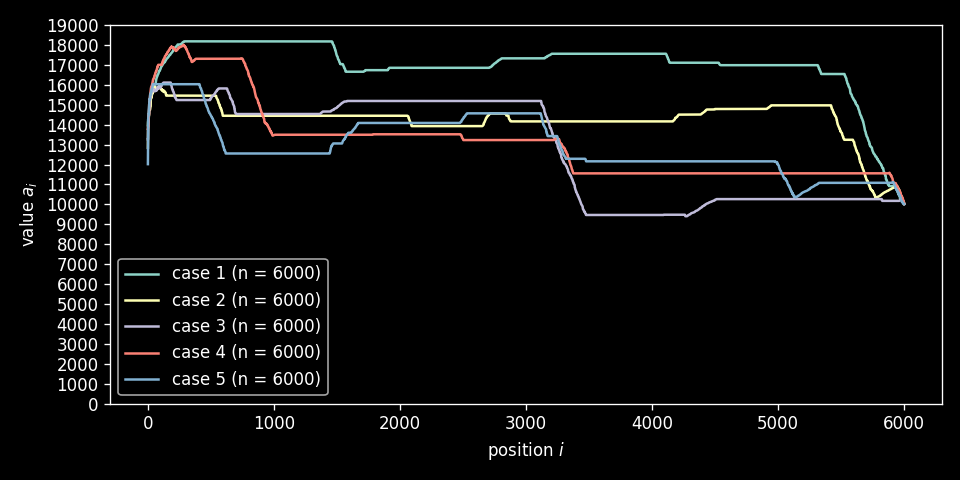 19000
18000
17000
16000
15000
14000
13000
12000
11000
10000
9000
8000
7000
6000
5000
4000
3000
2000
1000
0
value a_i
case 1 (n = 6000)
case 2 (n = 6000)
case 3 (n = 6000)
case 4 (n = 6000)
case 5 (n = 6000)
0 1000 2000 3000 4000 5000 6000
position i